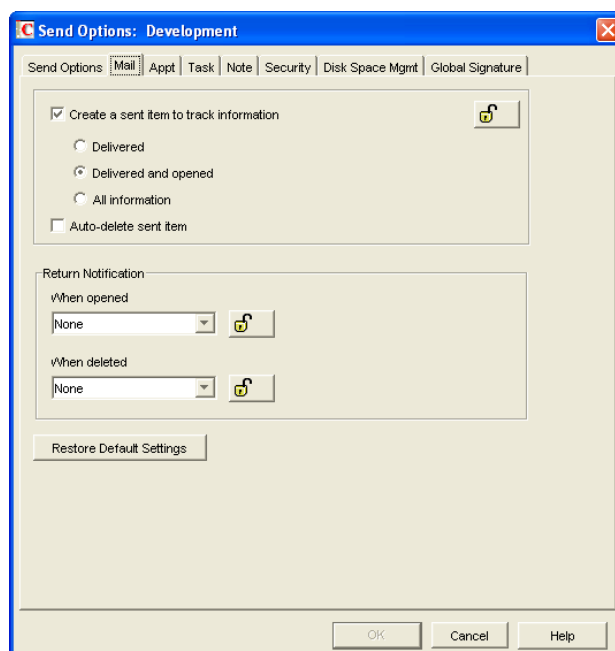 C Send Options: Development
Send Options Mail Appt Task Note Security Disk Space Mgmt Global Signature
Create a sent item to track information
Delivered
Delivered and opened
All information
Auto-delete sent item
Return Notification
When opened
None
When deleted
None
Restore Default Settings
OK Cancel Help